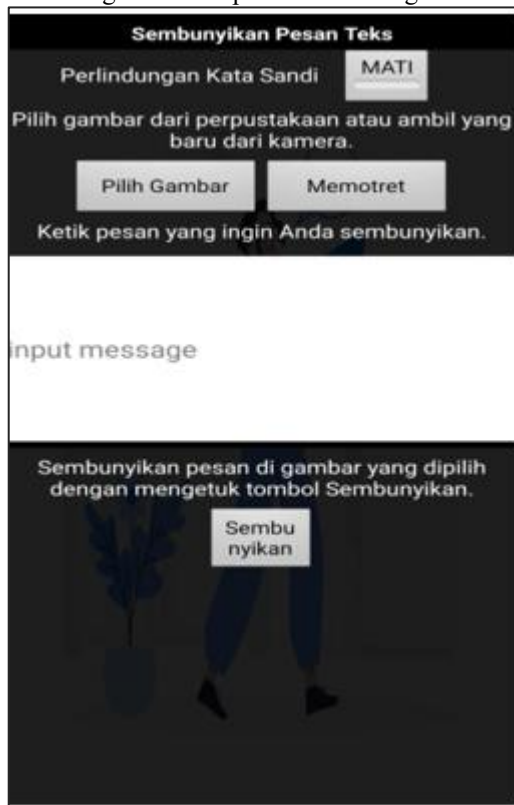 Sembunyikan Pesan Teks
Perlindungan Kata Sandi MATI
Pilih gambar dari perpustakaan atau ambil yang
baru dari kamera.
Pilih Gambar Memotret
Ketik pesan yang ingin Anda sembunyikan.
input message
Sembunyikan pesan di gambar yang dipilih
dengan mengetuk tombol Sembunyikan.
Sembu
nyikan